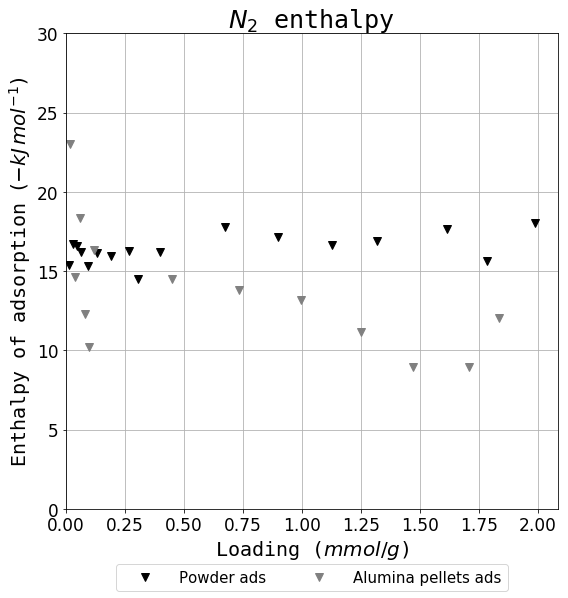 N₂ enthalpy
Enthalpy of adsorption (−kJ mol⁻¹)
30
25
20
15
10
5
0
0.00 0.25 0.50 0.75 1.00 1.25 1.50 1.75 2.00
Loading (mmol/g)
Powder ads Alumina pellets ads